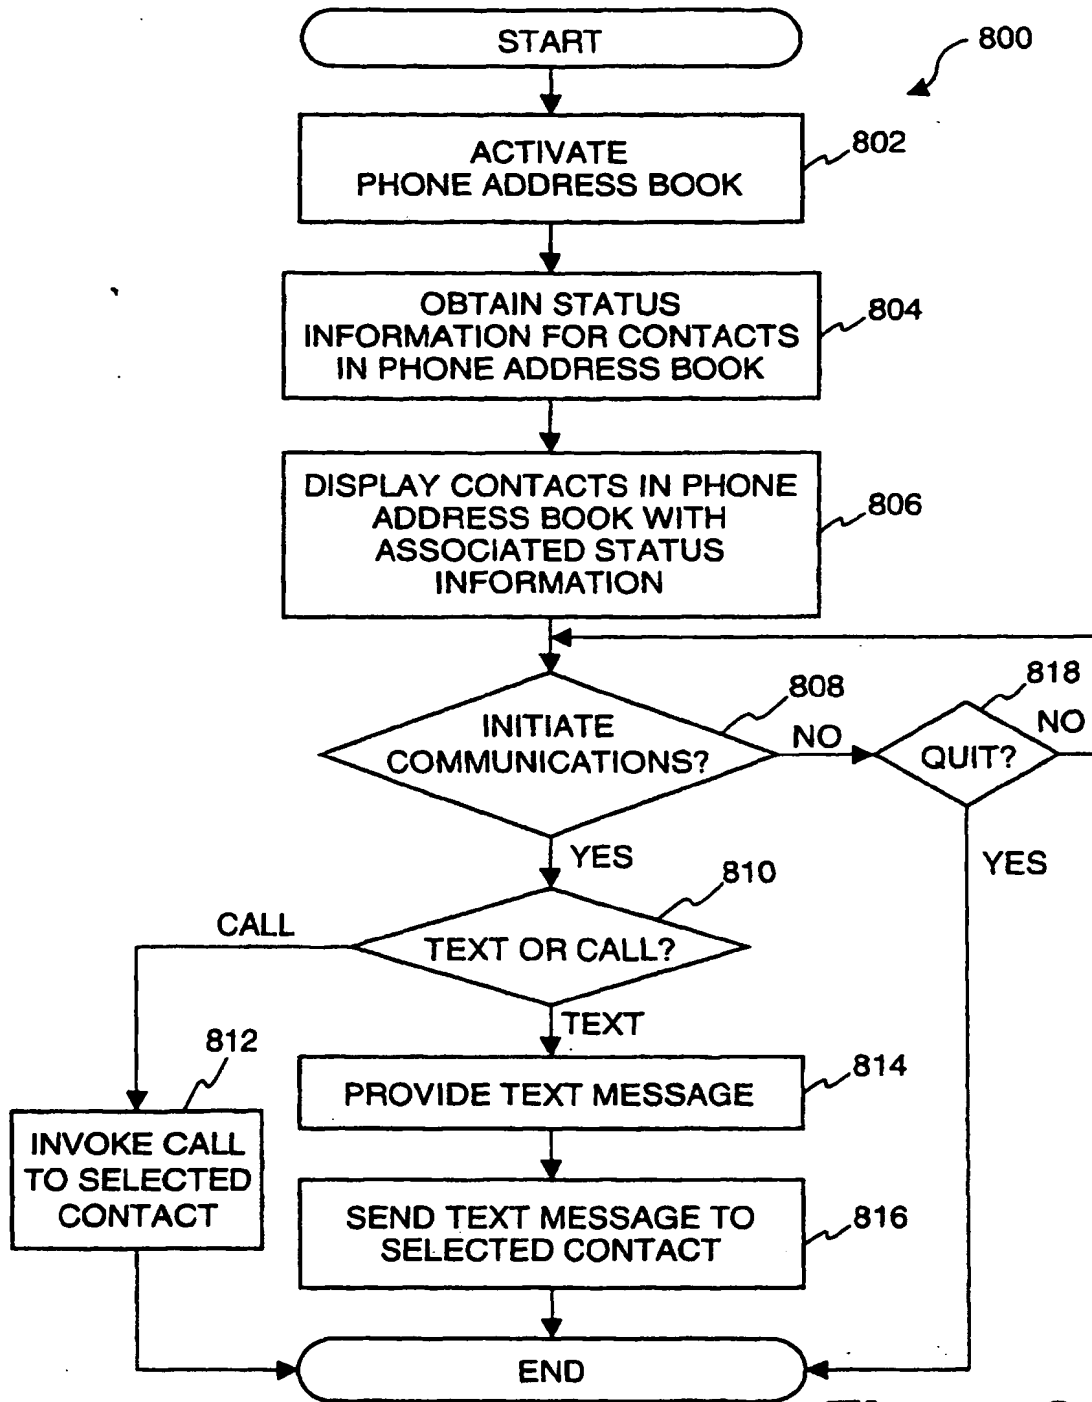 START
800
ACTIVATE
PHONE ADDRESS BOOK
802
OBTAIN STATUS
INFORMATION FOR CONTACTS
IN PHONE ADDRESS BOOK
804
DISPLAY CONTACTS IN PHONE
ADDRESS BOOK WITH
ASSOCIATED STATUS
INFORMATION
806
INITIATE
COMMUNICATIONS?
808
NO
QUIT?
818
NO
YES
YES
TEXT OR CALL?
810
CALL
TEXT
812
INVOKE CALL
TO SELECTED
CONTACT
PROVIDE TEXT MESSAGE
814
SEND TEXT MESSAGE TO
SELECTED CONTACT
816
END